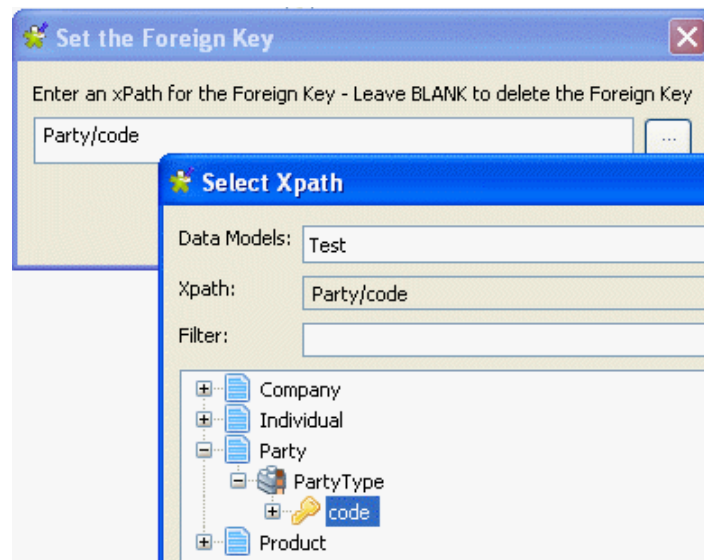 Set the Foreign Key
Enter an xPath for the Foreign Key - Leave BLANK to delete the Foreign Key
Party/code
...
Select Xpath
Data Models: Test
Xpath: Party/code
Filter:
Company
Individual
Party
PartyType
code
Product